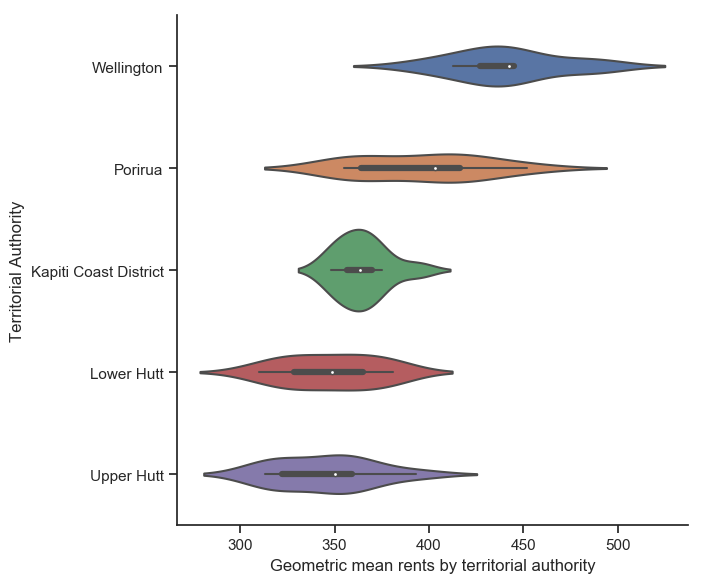 Wellington
Porirua
Kapiti Coast District
Lower Hutt
Upper Hutt
Territorial Authority
300 350 400 450 500
Geometric mean rents by territorial authority